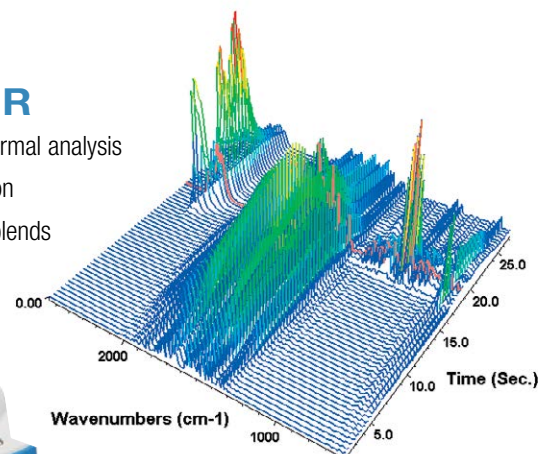 R
rmal analysis
on
olends
0.00
2000
1000
Wavenumbers (cm-1)
5.0
10.0
15.0
20.0
25.0
Time (Sec.)